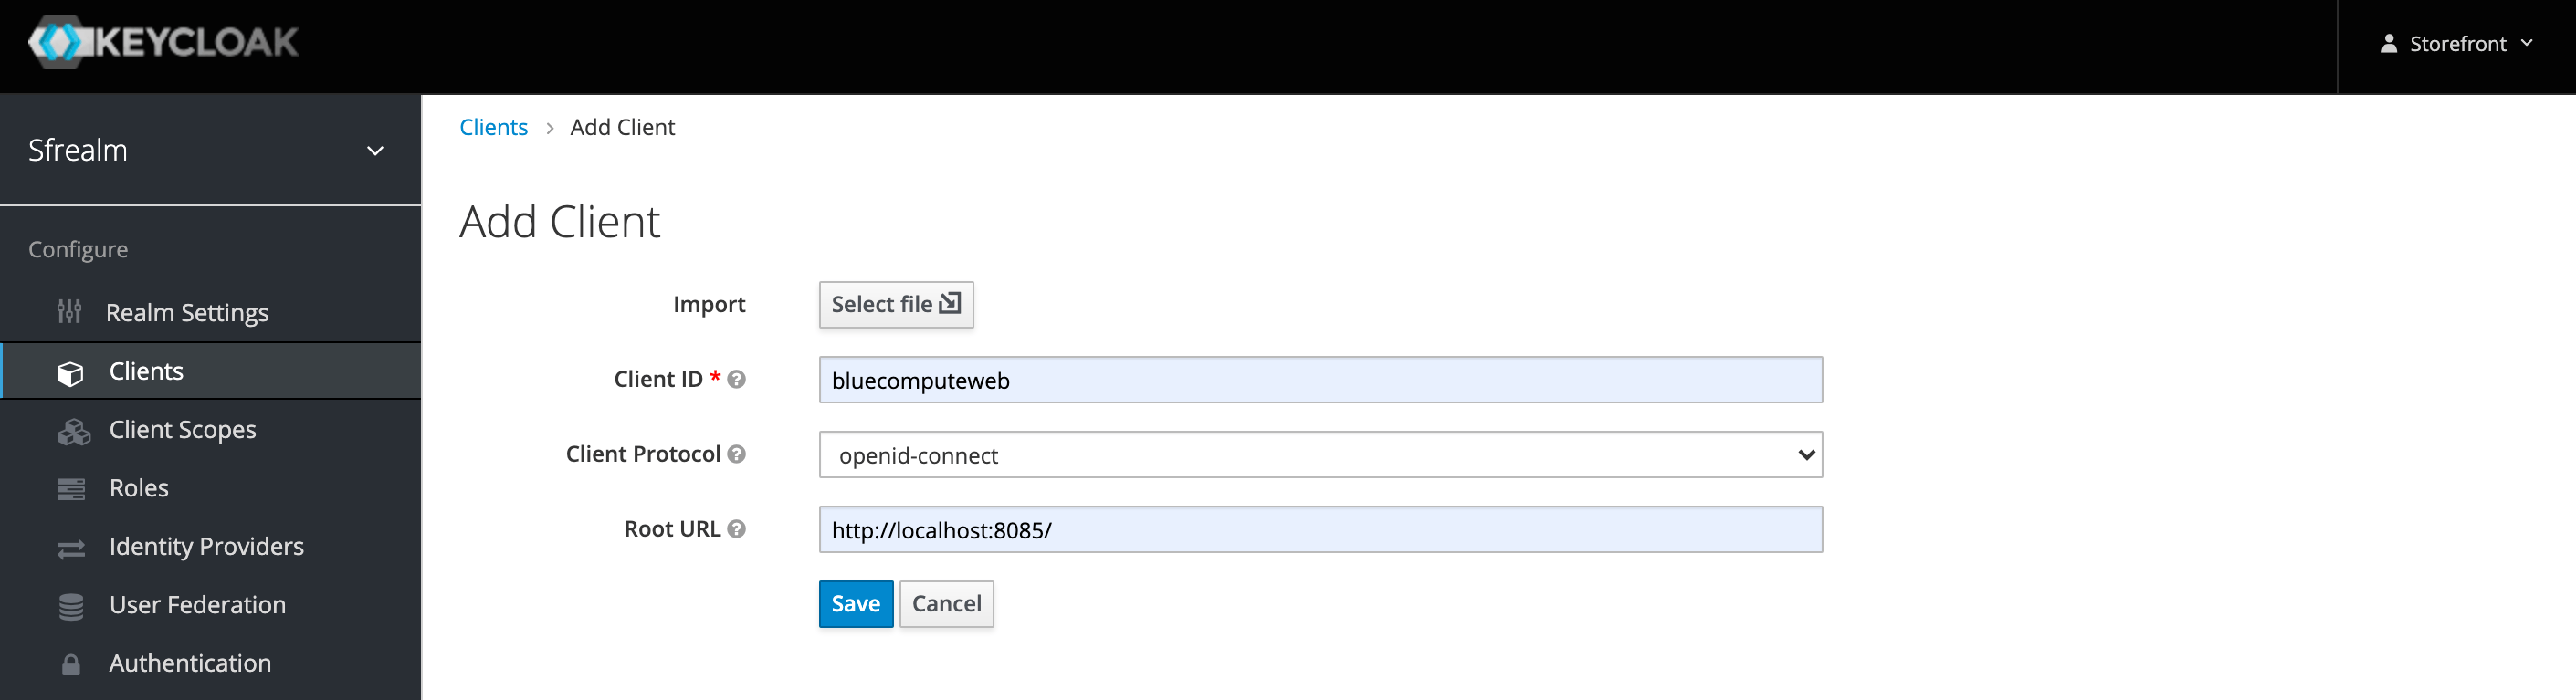 KEYCLOAK
Storefront
Sfrealm
Configure
Realm Settings
Clients
Client Scopes
Roles
Identity Providers
User Federation
Authentication
Clients > Add Client
Add Client
Import Select file
Client ID * bluecomputeweb
Client Protocol openid-connect
Root URL http://localhost:8085/
Save Cancel